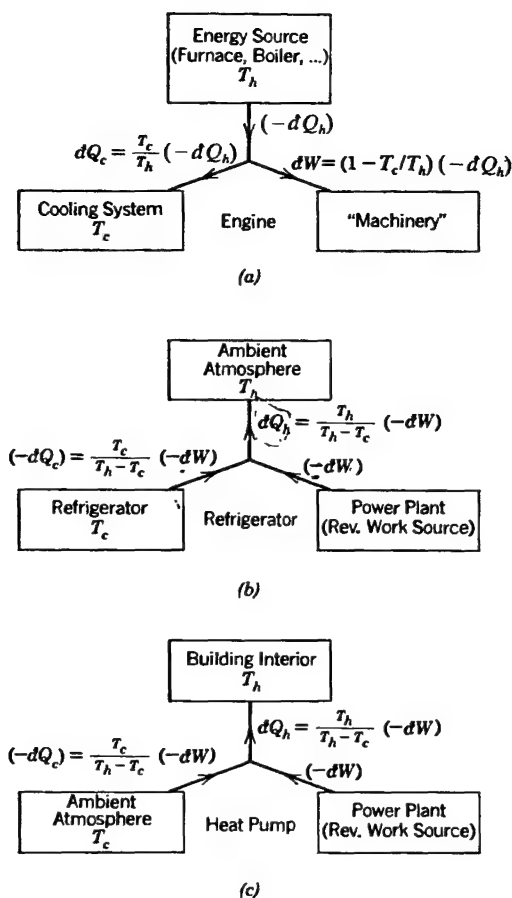 Energy Source
(Furnace, Boiler, ...)
T_h
(-đQ_h)
đQ_c = T_c/T_h (-đQ_h)
đW = (1 - T_c/T_h) (-đQ_h)
Cooling System
T_c
Engine
"Machinery"
(a)
Ambient
Atmosphere
T_h
đQ_h = T_h/(T_h - T_c) (-đW)
(-đQ_c) = T_c/(T_h - T_c) (-đW)
(-đW)
Refrigerator
T_c
Refrigerator
Power Plant
(Rev. Work Source)
(b)
Building Interior
T_h
đQ_h = T_h/(T_h - T_c) (-đW)
(-đQ_c) = T_c/(T_h - T_c) (-đW)
(-đW)
Ambient
Atmosphere
T_c
Heat Pump
Power Plant
(Rev. Work Source)
(c)